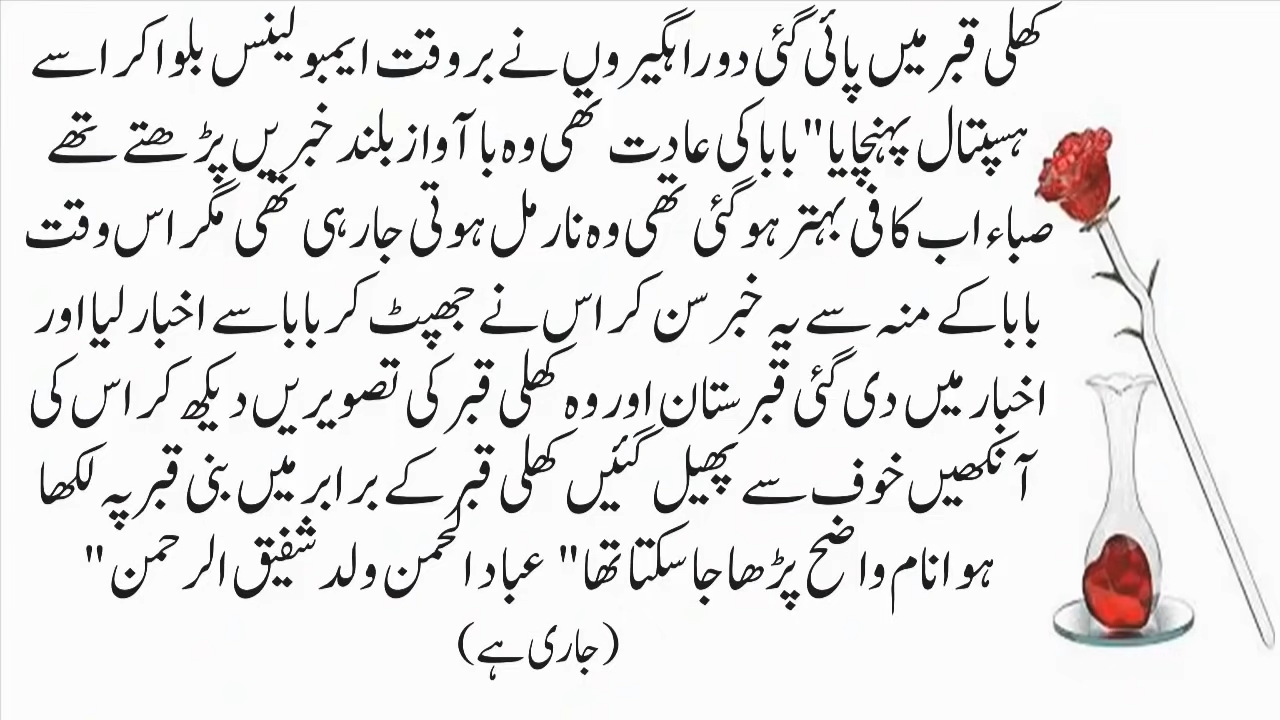 کھلی قبر میں پائی گئی دو راہگیروں نے بروقت ایمبولینس بلوا کر اسے
ہسپتال پہنچایا" بابا کی عادت تھی وہ با آواز بلند خبریں پڑھتے تھے
صباء اب کافی بہتر ہو گئی تھی وہ نارمل ہوتی جا رہی تھی مگر اس وقت
بابا کے منہ سے یہ خبر سن کر اس نے جھپٹ کر بابا سے اخبار لیا اور
اخبار میں دی گئی قبرستان اور وہ کھلی قبر کی تصویریں دیکھ کر اس کی
آنکھیں خوف سے پھیل گئیں کھلی قبر کے برابر میں بنی قبر پہ لکھا
ہوا نام واضح پڑھا جا سکتا تھا" عباد الحمن ولد شفیق الرحمن"
(جاری ہے)